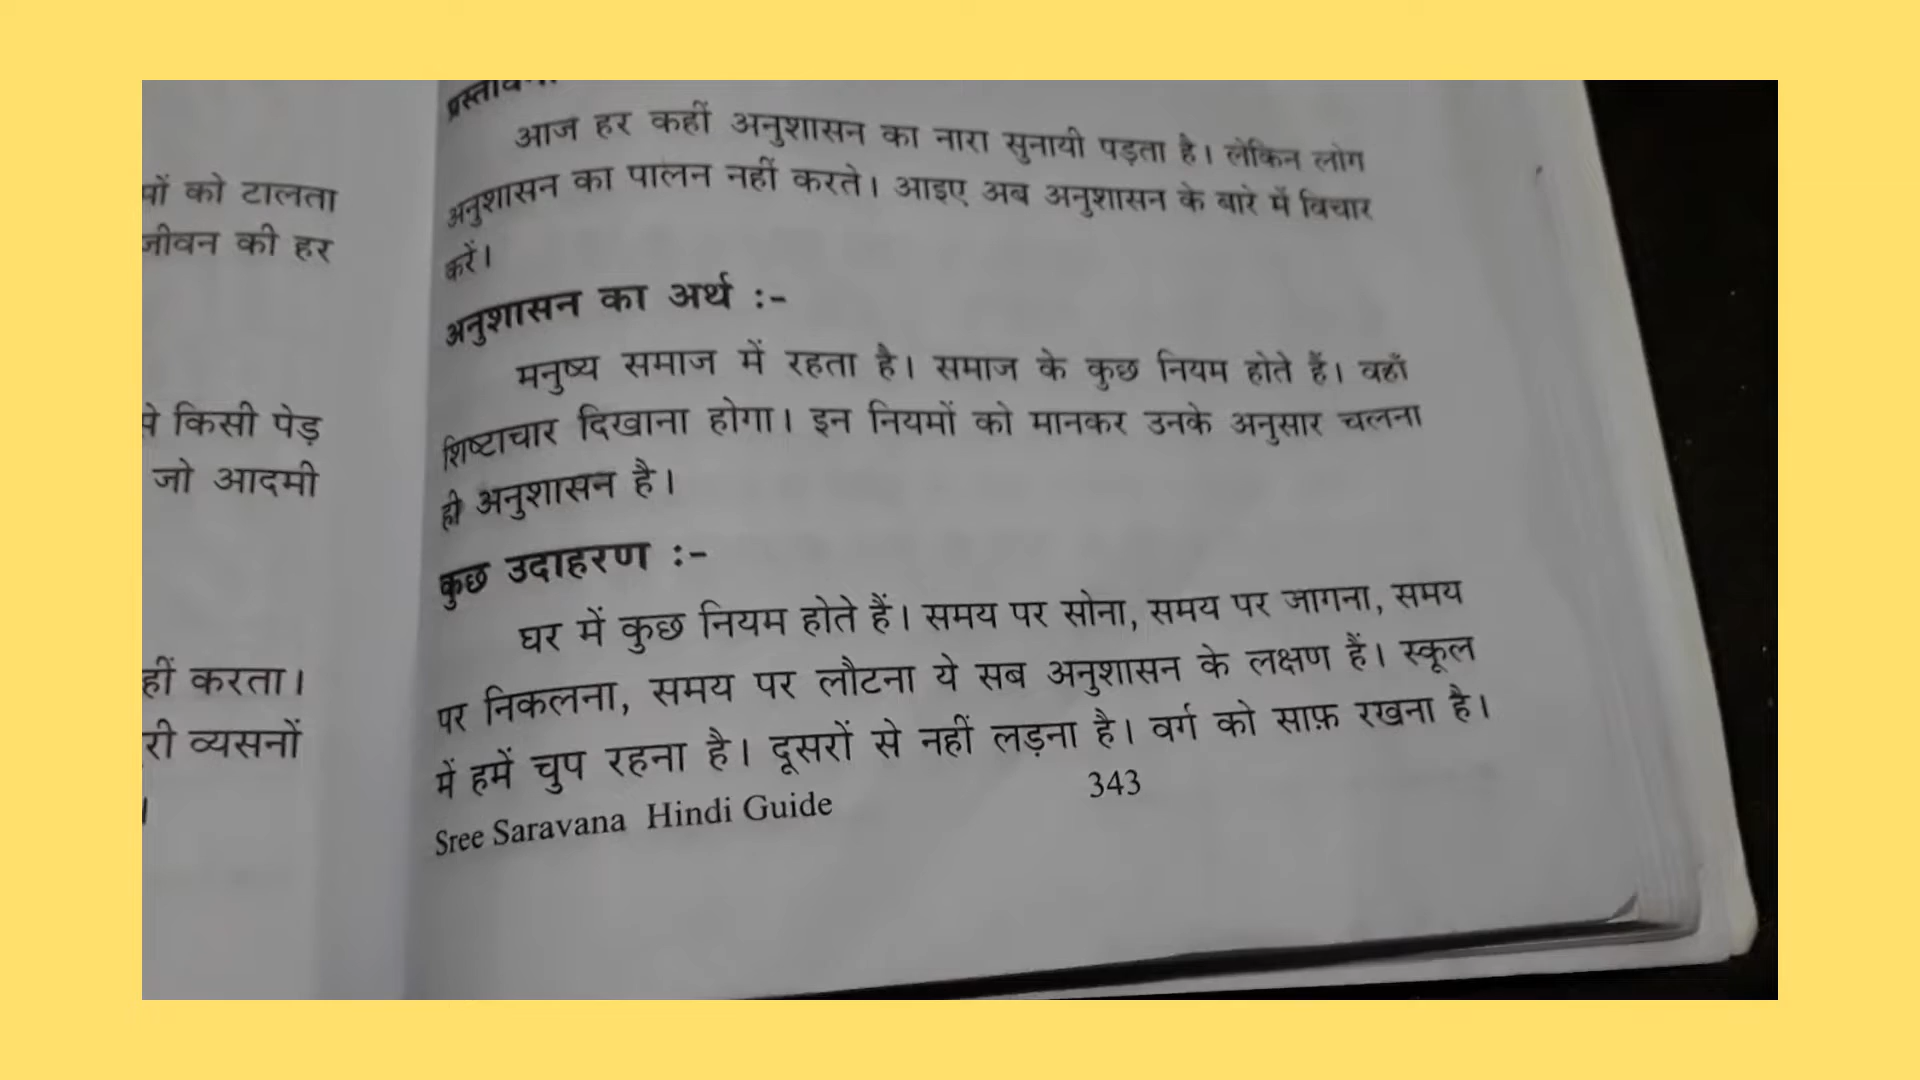 को टालता
जीवन की हर
किसी पेड़
जो आदमी
करता।
व्यसनों
आज हर कहीं अनुशासन का नारा सुनायी पड़ता है। लेकिन लोग
अनुशासन का पालन नहीं करते। आइए अब अनुशासन के बारे में विचार
करें।
अनुशासन का अर्थ :-
मनुष्य समाज में रहता है। समाज के कुछ नियम होते हैं। वहाँ
शिष्टाचार दिखाना होगा। इन नियमों को मानकर उनके अनुसार चलना
ही अनुशासन है।
कुछ उदाहरण :-
घर में कुछ नियम होते हैं। समय पर सोना, समय पर जागना, समय
पर निकलना, समय पर लौटना ये सब अनुशासन के लक्षण हैं। स्कूल
में हमें चुप रहना है। दूसरों से नहीं लड़ना है। वर्ग को साफ़ रखना है।
Sree Saravana Hindi Guide 343